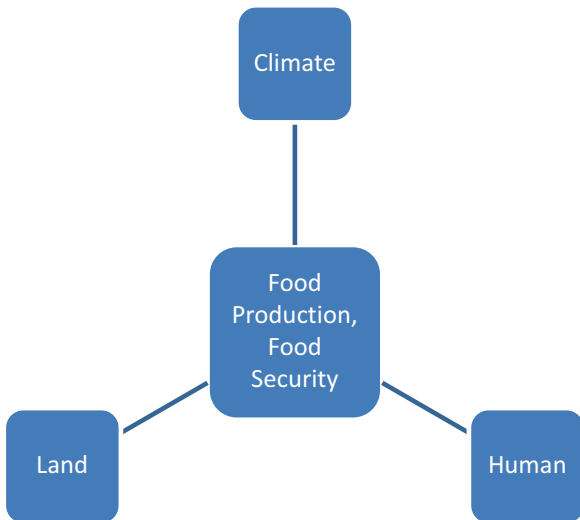 Climate
Food
Production,
Food
Security
Land
Human